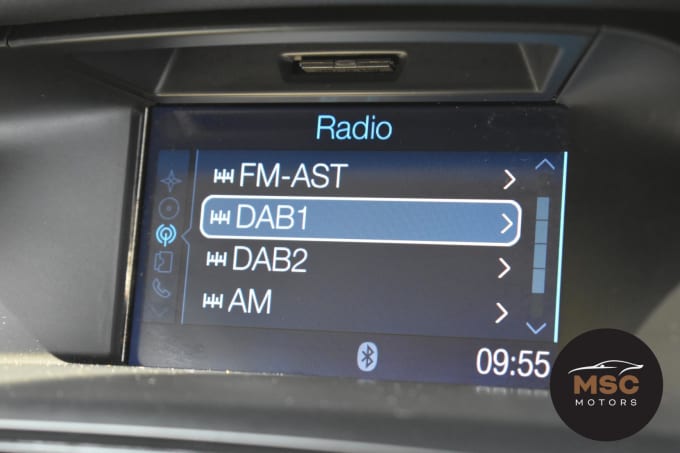 Radio
FM-AST
DAB1
DAB2
AM
09:55
MSC
MOTORS